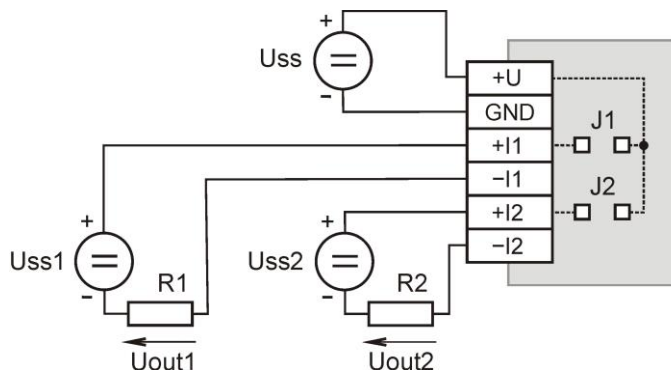 +
Uss
-
+U
GND
+I1
−I1
+I2
−I2
J1
J2
+
Uss1
-
R1
Uout1
+
Uss2
-
R2
Uout2